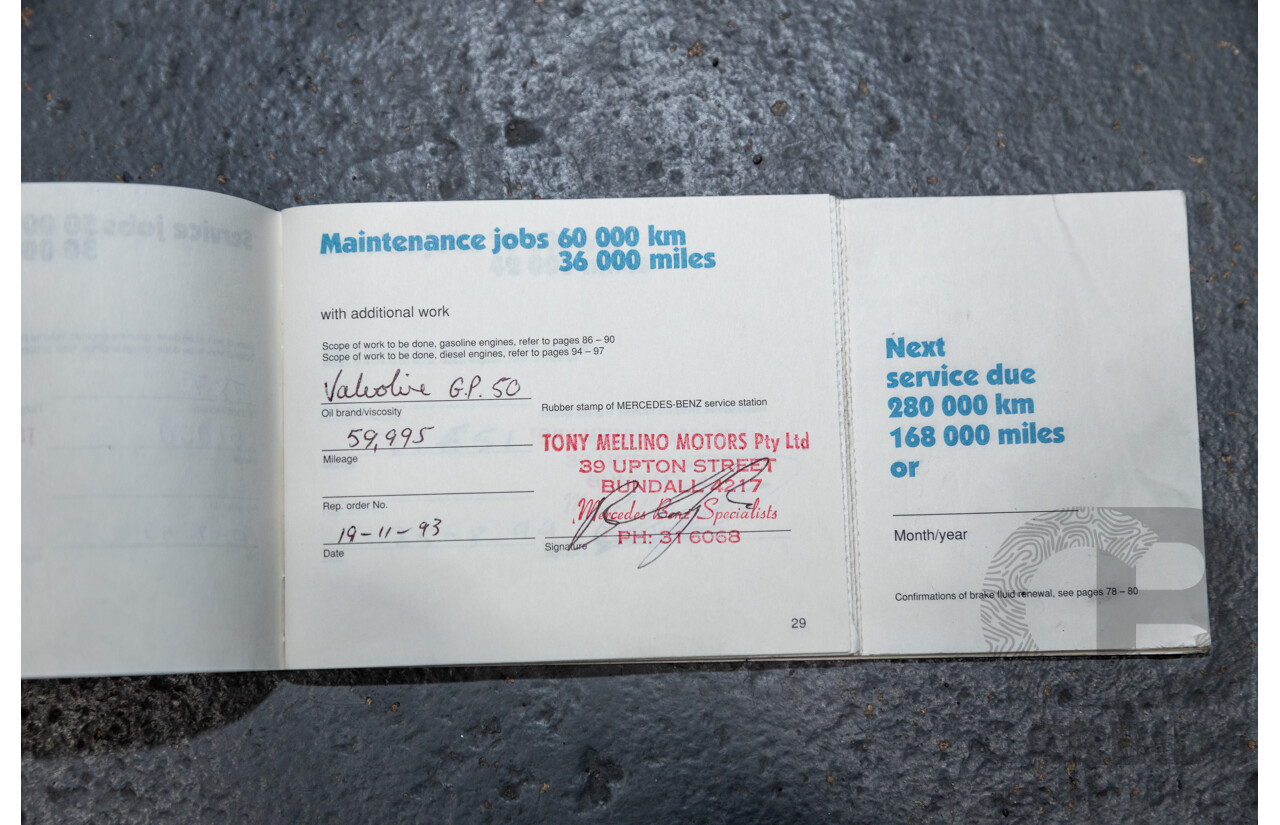 Maintenance jobs 60 000 km
36 000 miles
with additional work
Scope of work to be done, gasoline engines, refer to pages 86 – 90
Scope of work to be done, diesel engines, refer to pages 94 – 97
Valvoline G.P. 50
Oil brand/viscosity
59,995
Mileage
Rep. order No.
19-11-93
Date
Rubber stamp of MERCEDES-BENZ service station
TONY MELLINO MOTORS Pty Ltd
39 UPTON STREET
BUNDALL 4217
Mercedes Benz Specialists
PH: 31 6068
Signature
29
Next
service due
280 000 km
168 000 miles
or
Month/year
Confirmations of brake fluid renewal, see pages 78 – 80